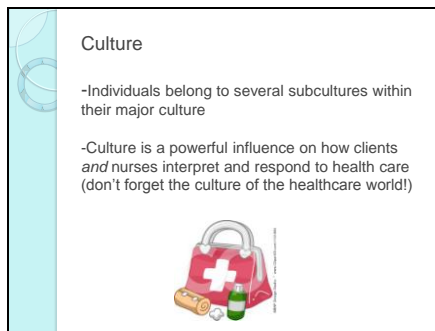 Culture
-Individuals belong to several subcultures within
their major culture
-Culture is a powerful influence on how clients
and nurses interpret and respond to health care
(don't forget the culture of the healthcare world!)